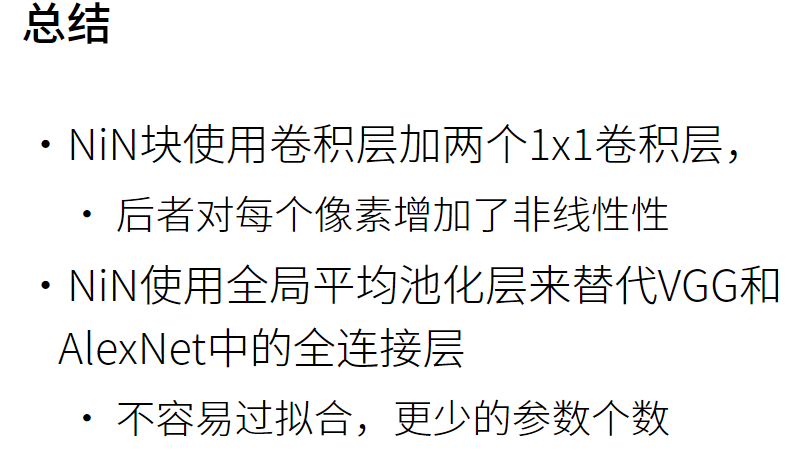 总结
• NiN块使用卷积层加两个1x1卷积层，
• 后者对每个像素增加了非线性性
• NiN使用全局平均池化层来替代VGG和
AlexNet中的全连接层
• 不容易过拟合，更少的参数个数